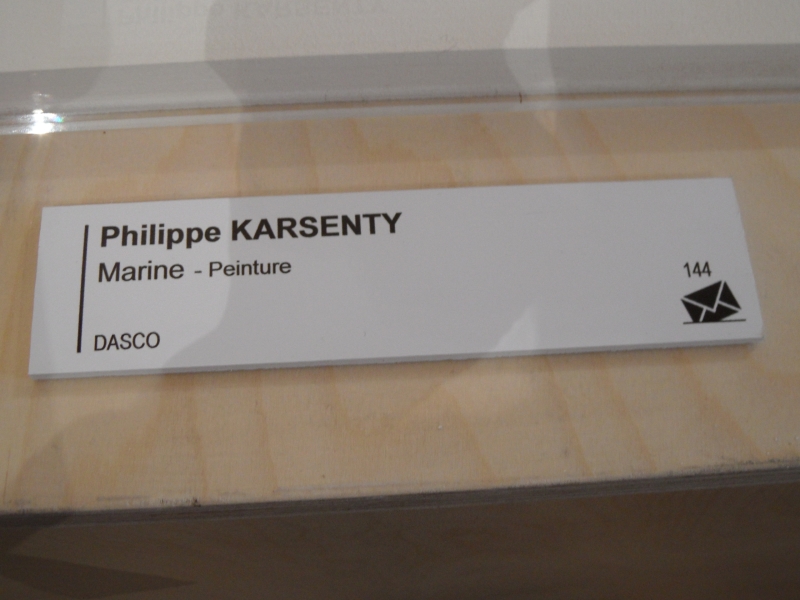 Philippe KARSENTY
Marine - Peinture
144
DASCO